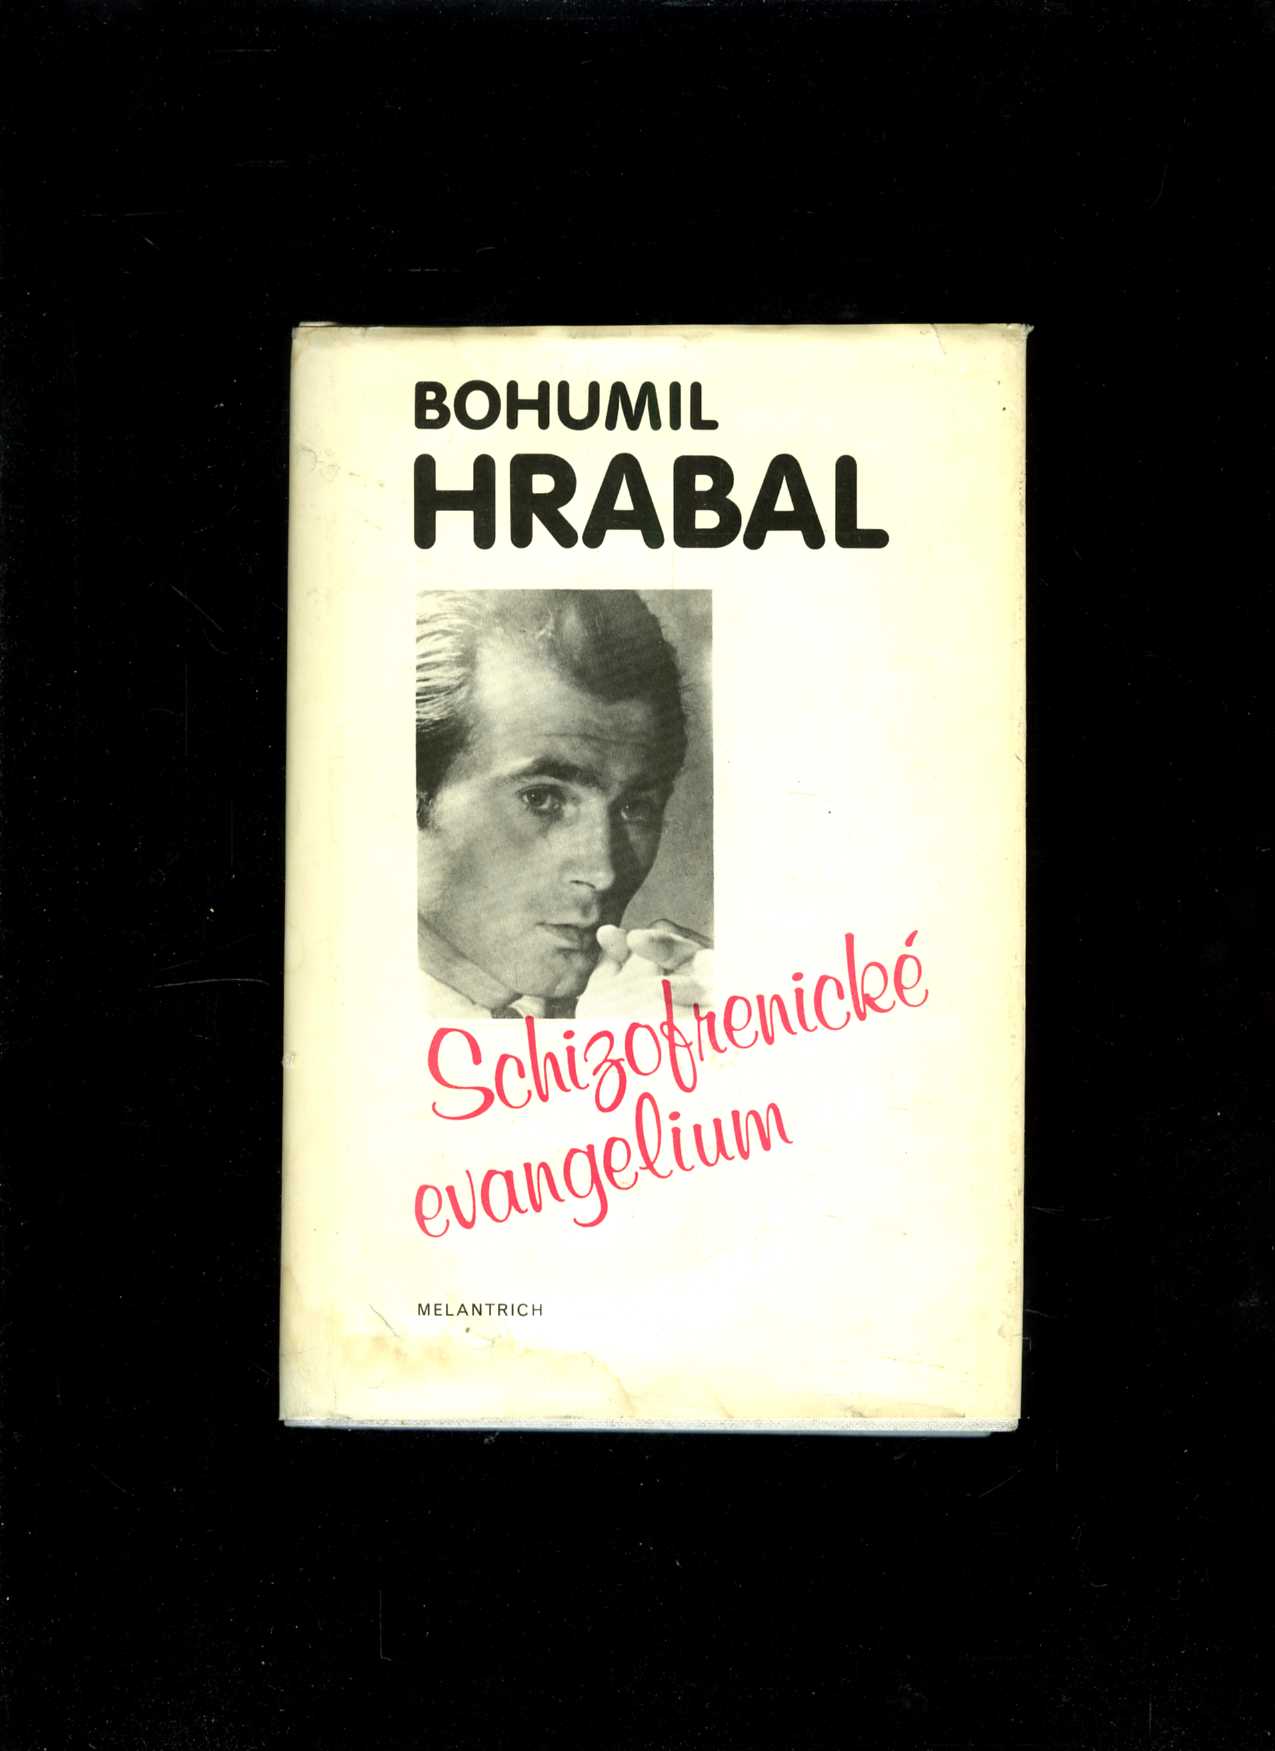 BOHUMIL
HRABAL
Schizofrenické
evangelium
MELANTRICH